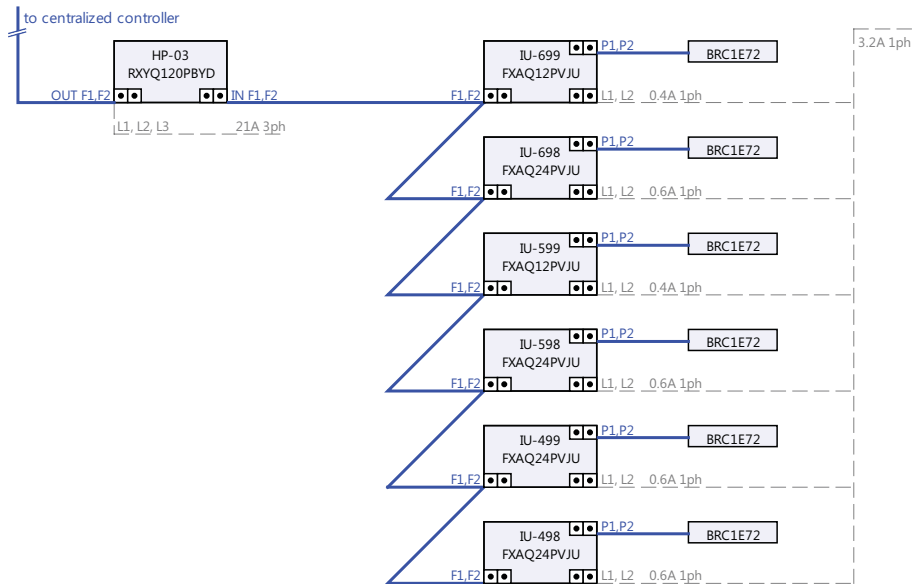 to centralized controller
3.2A 1ph
HP-03
RXYQ120PBYD
OUT F1,F2
IN F1,F2
L1, L2, L3 21A 3ph
IU-699
FXAQ12PVJU
P1,P2
BRC1E72
F1,F2
L1, L2 0.4A 1ph
IU-698
FXAQ24PVJU
P1,P2
BRC1E72
F1,F2
L1, L2 0.6A 1ph
IU-599
FXAQ12PVJU
P1,P2
BRC1E72
F1,F2
L1, L2 0.4A 1ph
IU-598
FXAQ24PVJU
P1,P2
BRC1E72
F1,F2
L1, L2 0.6A 1ph
IU-499
FXAQ24PVJU
P1,P2
BRC1E72
F1,F2
L1, L2 0.6A 1ph
IU-498
FXAQ24PVJU
P1,P2
BRC1E72
F1,F2
L1, L2 0.6A 1ph